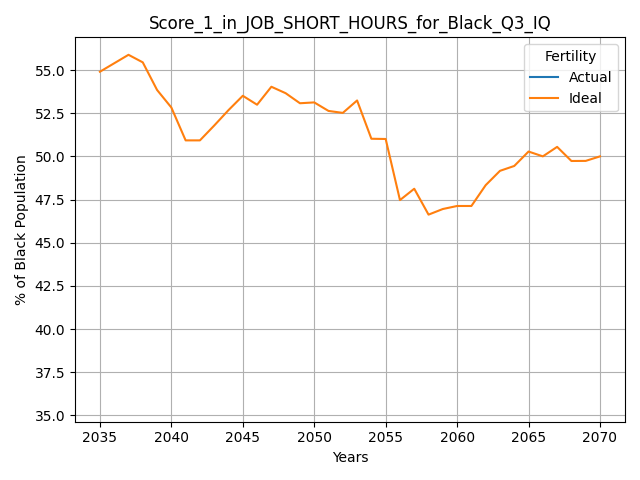 Score_1_in_JOB_SHORT_HOURS_for_Black_Q3_IQ
Fertility
Actual
Ideal
% of Black Population
55.0
52.5
50.0
47.5
45.0
42.5
40.0
37.5
35.0
2035 2040 2045 2050 2055 2060 2065 2070
Years